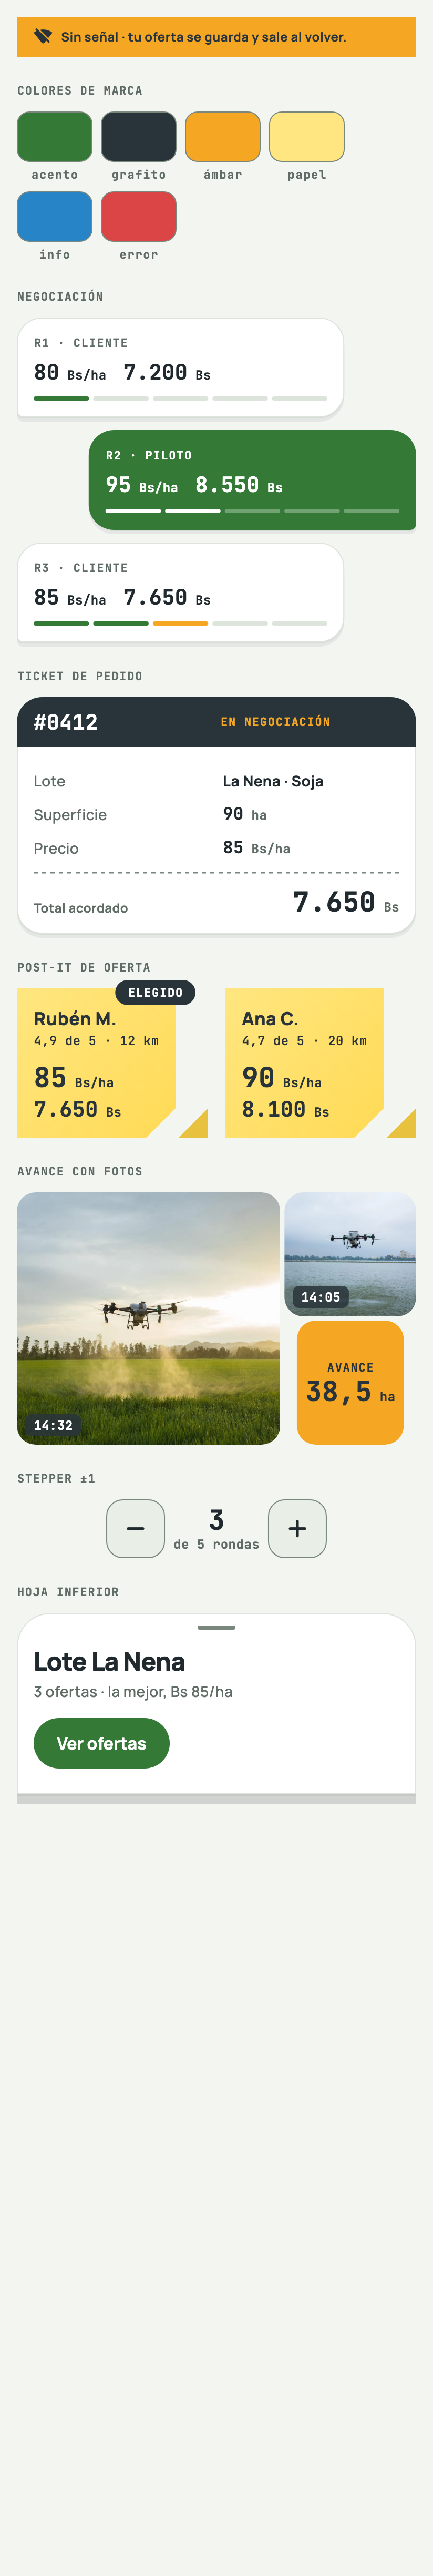 Sin señal · tu oferta se guarda y sale al volver.
COLORES DE MARCA
acento grafito ámbar papel
info error
NEGOCIACIÓN
R1 · CLIENTE
80 Bs/ha 7.200 Bs
R2 · PILOTO
95 Bs/ha 8.550 Bs
R3 · CLIENTE
85 Bs/ha 7.650 Bs
TICKET DE PEDIDO
#0412 EN NEGOCIACIÓN
Lote La Nena · Soja
Superficie 90 ha
Precio 85 Bs/ha
Total acordado 7.650 Bs
POST-IT DE OFERTA
ELEGIDO
Rubén M.
4,9 de 5 · 12 km
85 Bs/ha
7.650 Bs
Ana C.
4,7 de 5 · 20 km
90 Bs/ha
8.100 Bs
AVANCE CON FOTOS
14:32
14:05
AVANCE
38,5 ha
STEPPER ±1
− 3 +
de 5 rondas
HOJA INFERIOR
Lote La Nena
3 ofertas · la mejor, Bs 85/ha
Ver ofertas